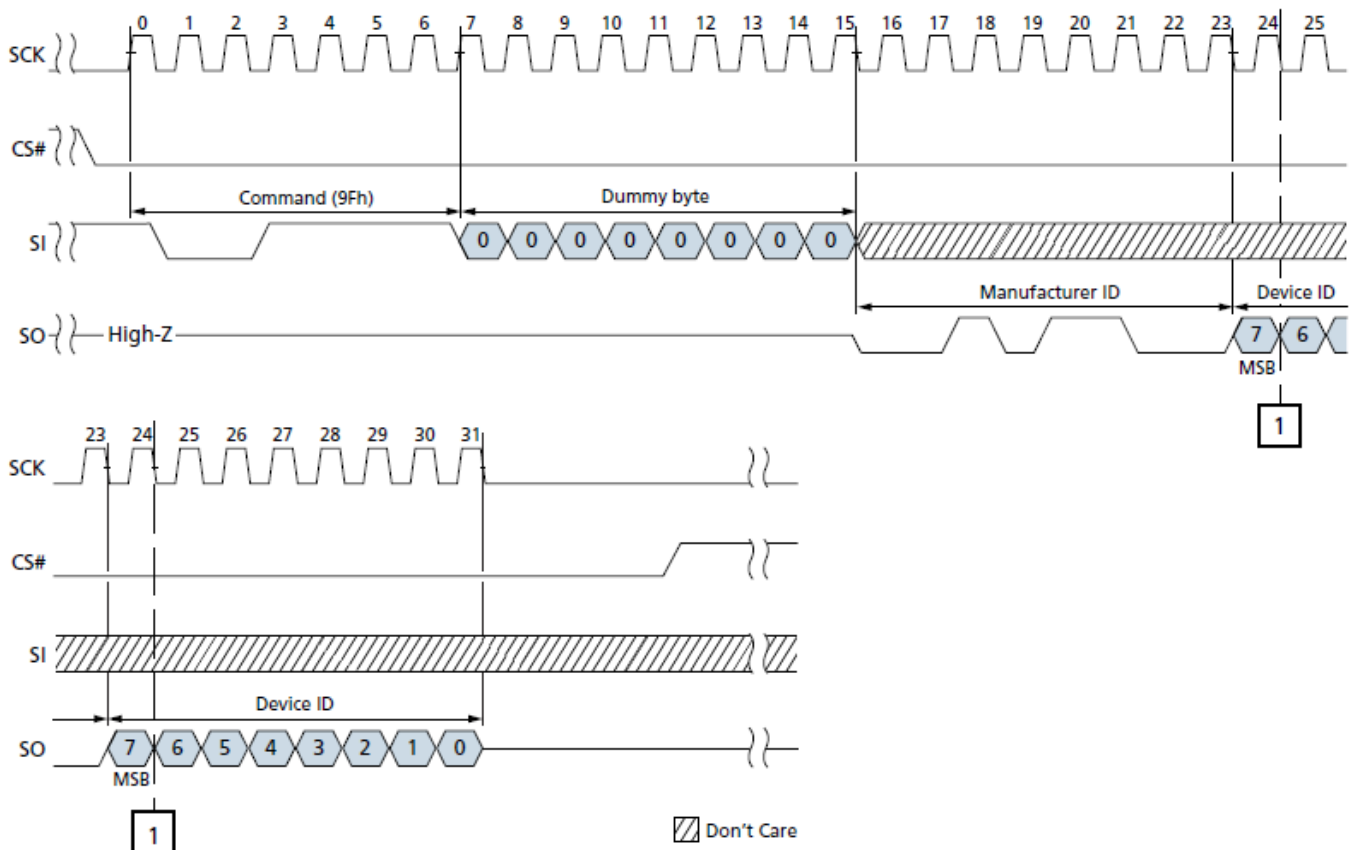 0 1 2 3 4 5 6 7 8 9 10 11 12 13 14 15 16 17 18 19 20 21 22 23 24 25
SCK
CS#
Command (9Fh) Dummy byte
SI 0 0 0 0 0 0 0 0
Manufacturer ID Device ID
SO High-Z 7 6
MSB
1
23 24 25 26 27 28 29 30 31
SCK
CS#
SI
Device ID
SO 7 6 5 4 3 2 1 0
MSB
1
Don't Care